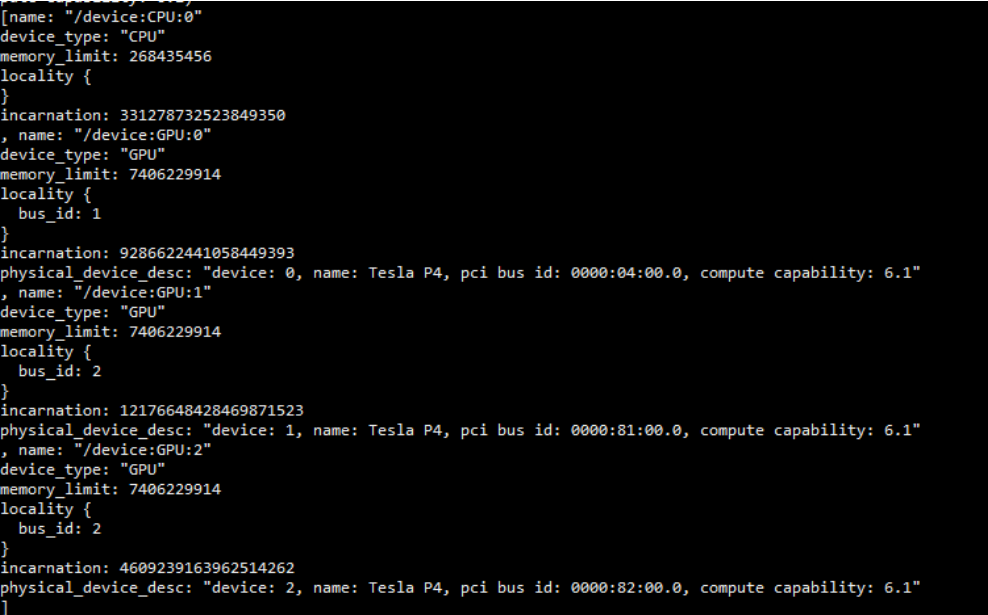 [name: "/device:CPU:0"
device_type: "CPU"
memory_limit: 268435456
locality {
}
incarnation: 331278732523849350
, name: "/device:GPU:0"
device_type: "GPU"
memory_limit: 7406229914
locality {
  bus_id: 1
}
incarnation: 9286622441058449393
physical_device_desc: "device: 0, name: Tesla P4, pci bus id: 0000:04:00.0, compute capability: 6.1"
, name: "/device:GPU:1"
device_type: "GPU"
memory_limit: 7406229914
locality {
  bus_id: 2
}
incarnation: 12176648428469871523
physical_device_desc: "device: 1, name: Tesla P4, pci bus id: 0000:81:00.0, compute capability: 6.1"
, name: "/device:GPU:2"
device_type: "GPU"
memory_limit: 7406229914
locality {
  bus_id: 2
}
incarnation: 4609239163962514262
physical_device_desc: "device: 2, name: Tesla P4, pci bus id: 0000:82:00.0, compute capability: 6.1"
]